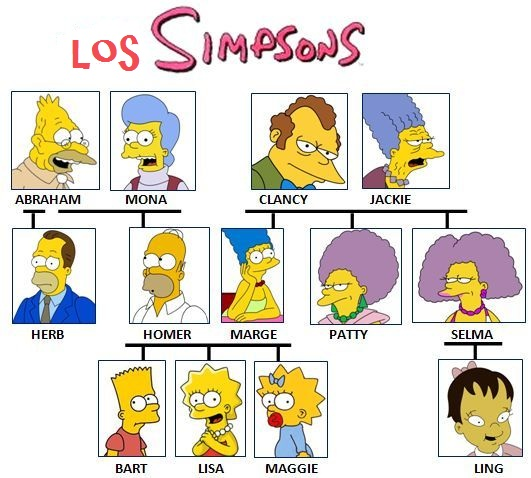 LOS SIMPSONS
ABRAHAM MONA CLANCY JACKIE
HERB HOMER MARGE PATTY SELMA
BART LISA MAGGIE LING